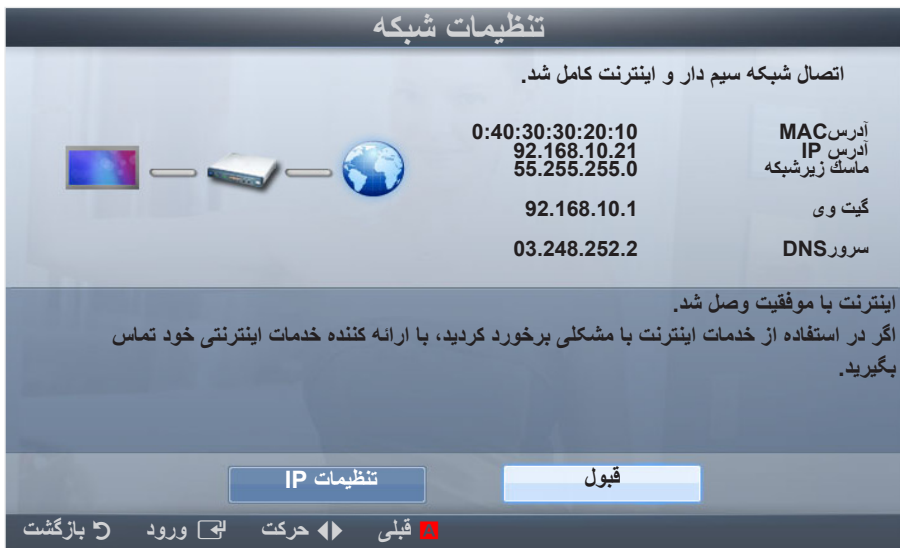 تنظیمات شبکه
اتصال شبکه سیم دار و اینترنت کامل شد.
آدرسMAC 0:40:30:30:20:10
آدرس IP 92.168.10.21
ماسك زیرشبکه 55.255.255.0
گیت وی 92.168.10.1
سرورDNS 03.248.252.2
اینترنت با موفقیت وصل شد.
اگر در استفاده از خدمات اینترنت با مشکلی برخورد کردید، با ارائه کننده خدمات اینترنتی خود تماس
بگیرید.
قبول تنظیمات IP
A قبلی حرکت ورود بازگشت